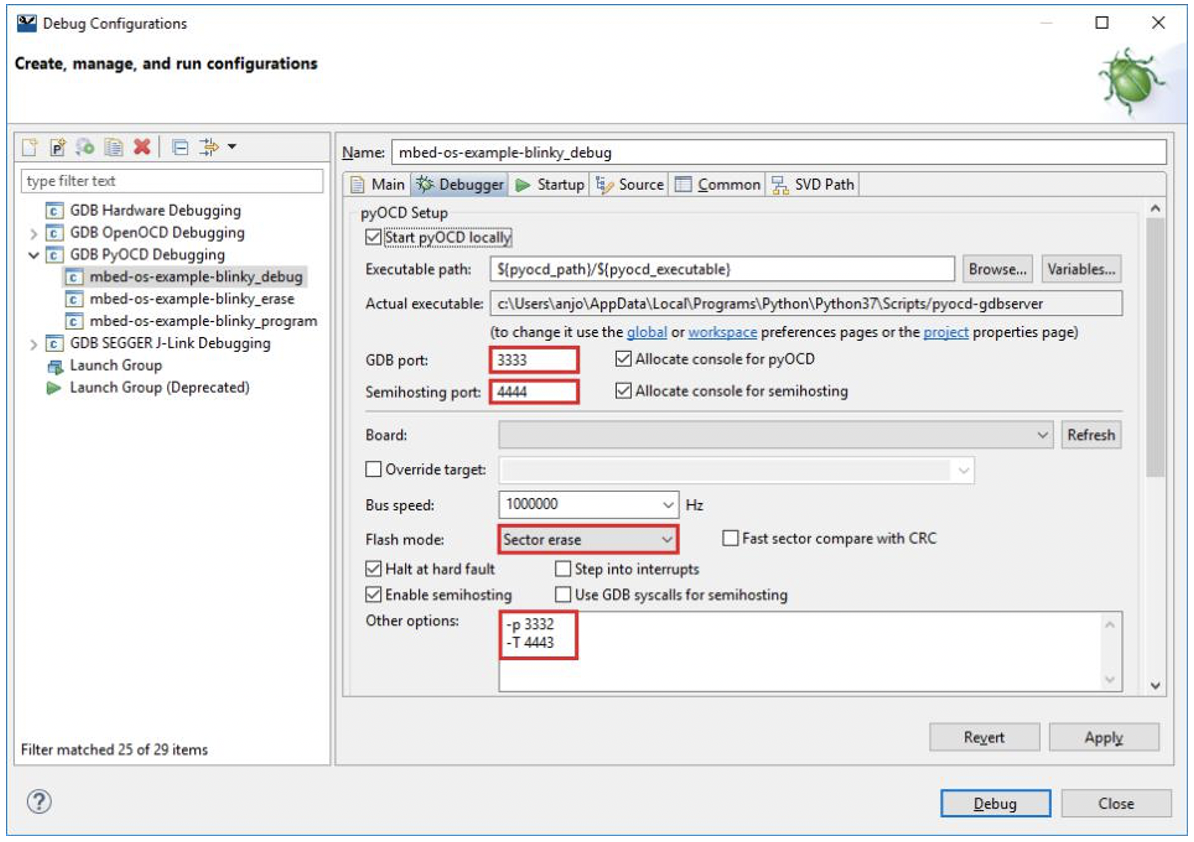 Debug Configurations
Create, manage, and run configurations
type filter text
GDB Hardware Debugging
GDB OpenOCD Debugging
GDB PyOCD Debugging
mbed-os-example-blinky_debug
mbed-os-example-blinky_erase
mbed-os-example-blinky_program
GDB SEGGER J-Link Debugging
Launch Group
Launch Group (Deprecated)
Filter matched 25 of 29 items
Name: mbed-os-example-blinky_debug
Main Debugger Startup Source Common SVD Path
pyOCD Setup
Start pyOCD locally
Executable path: ${pyocd_path}/${pyocd_executable} Browse... Variables...
Actual executable: c:\Users\anjo\AppData\Local\Programs\Python\Python37\Scripts/pyocd-gdbserver
(to change it use the global or workspace preferences pages or the project properties page)
GDB port: 3333 Allocate console for pyOCD
Semihosting port: 4444 Allocate console for semihosting
Board: Refresh
Override target:
Bus speed: 1000000 Hz
Flash mode: Sector erase Fast sector compare with CRC
Halt at hard fault Step into interrupts
Enable semihosting Use GDB syscalls for semihosting
Other options: -p 3332
-T 4443
Revert Apply
? Debug Close